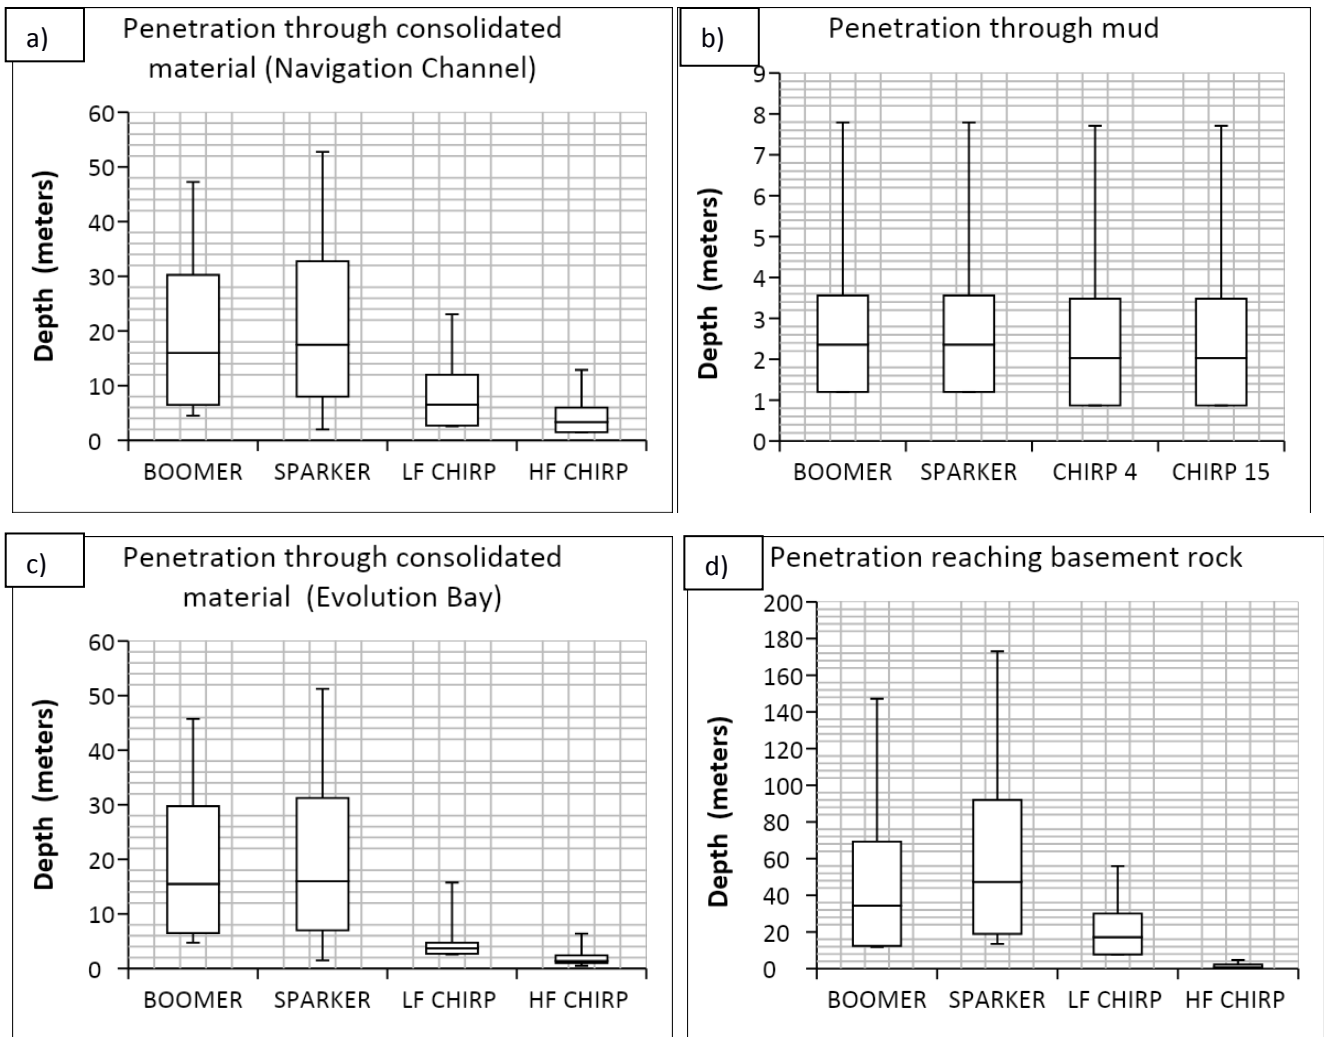 a)
Penetration through consolidated
material (Navigation Channel)
60
50
40
30
20
10
0
Depth (meters)
BOOMER SPARKER LF CHIRP HF CHIRP
b)
Penetration through mud
9
8
7
6
5
4
3
2
1
0
Depth (meters)
BOOMER SPARKER CHIRP 4 CHIRP 15
c)
Penetration through consolidated
material (Evolution Bay)
60
50
40
30
20
10
0
Depth (meters)
BOOMER SPARKER LF CHIRP HF CHIRP
d)
Penetration reaching basement rock
200
180
160
140
120
100
80
60
40
20
0
Depth (meters)
BOOMER SPARKER LF CHIRP HF CHIRP